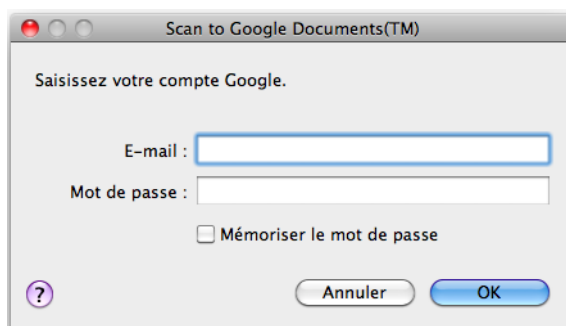 Scan to Google Documents(TM)
Saisissez votre compte Google.
E-mail :
Mot de passe :
Mémoriser le mot de passe
?
Annuler
OK